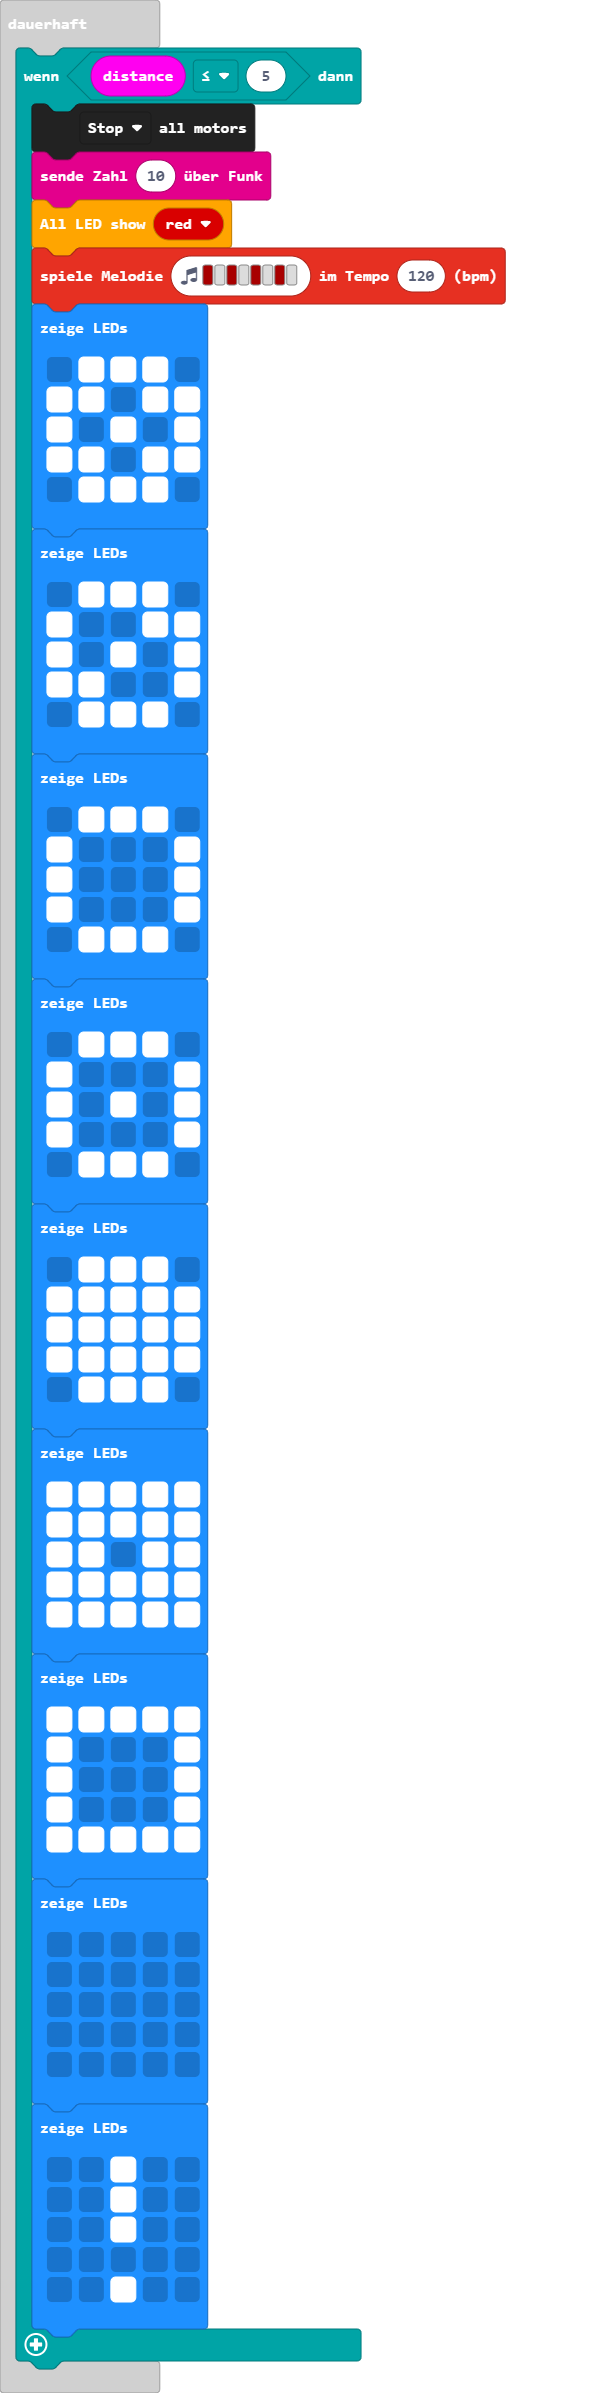 dauerhaft
wenn distance ≤ 5 dann
Stop all motors
sende Zahl 10 über Funk
All LED show red
spiele Melodie im Tempo 120 (bpm)
zeige LEDs
zeige LEDs
zeige LEDs
zeige LEDs
zeige LEDs
zeige LEDs
zeige LEDs
zeige LEDs
zeige LEDs